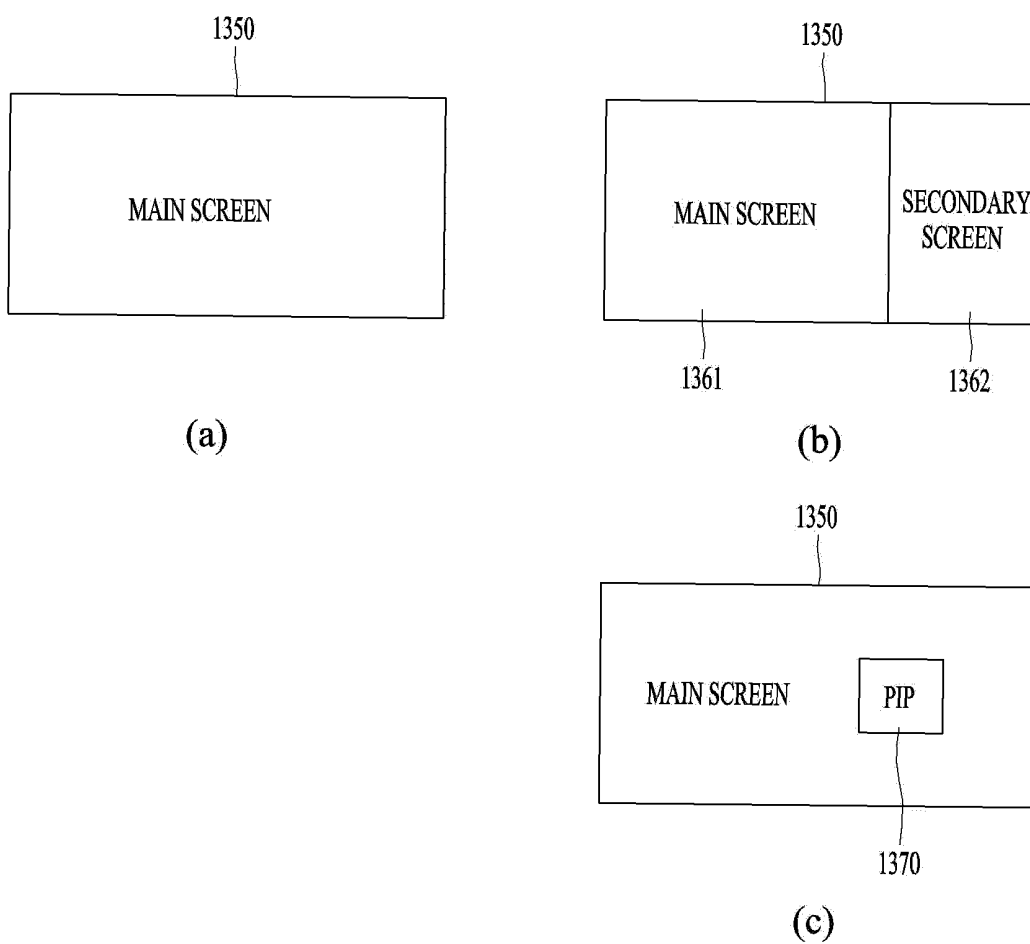 1350
MAIN SCREEN
(a)
1350
MAIN SCREEN
SECONDARY
SCREEN
1361
1362
(b)
1350
MAIN SCREEN
PIP
1370
(c)